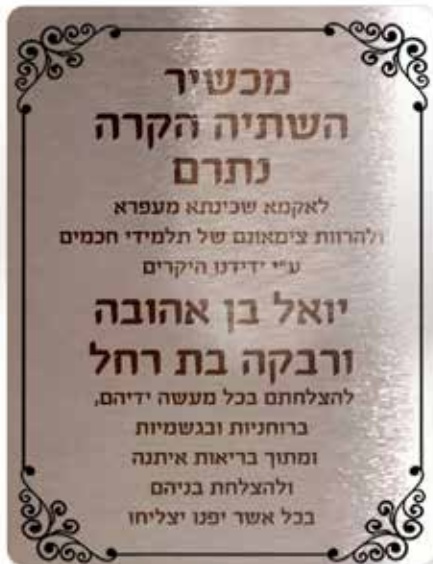 מכשיר
השתיה הקרה
נתרם
לאקמא שכינתא מעפרא
ולהרוות צימאונם של תלמידי חכמים
ע"י ידידנו היקרים
יואל בן אהובה
ורבקה בת רחל
להצלחתם בכל מעשה ידיהם,
ברוחניות ובגשמיות
ומתוך בריאות איתנה
ולהצלחת בניהם
בכל אשר יפנו יצליחו